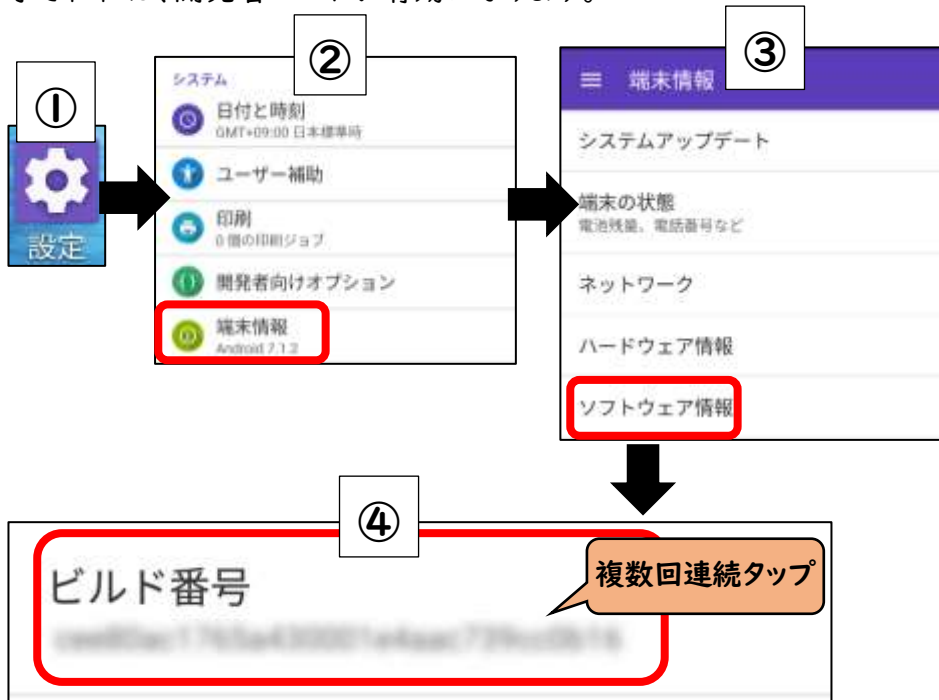 ①
設定
②
システム
日付と時刻
GMT+09:00 日本標準時
ユーザー補助
印刷
0 個の印刷ジョブ
開発者向けオプション
端末情報
Android 7.1.2
③
端末情報
システムアップデート
端末の状態
電池残量、電話番号など
ネットワーク
ハードウェア情報
ソフトウェア情報
④
ビルド番号
複数回連続タップ